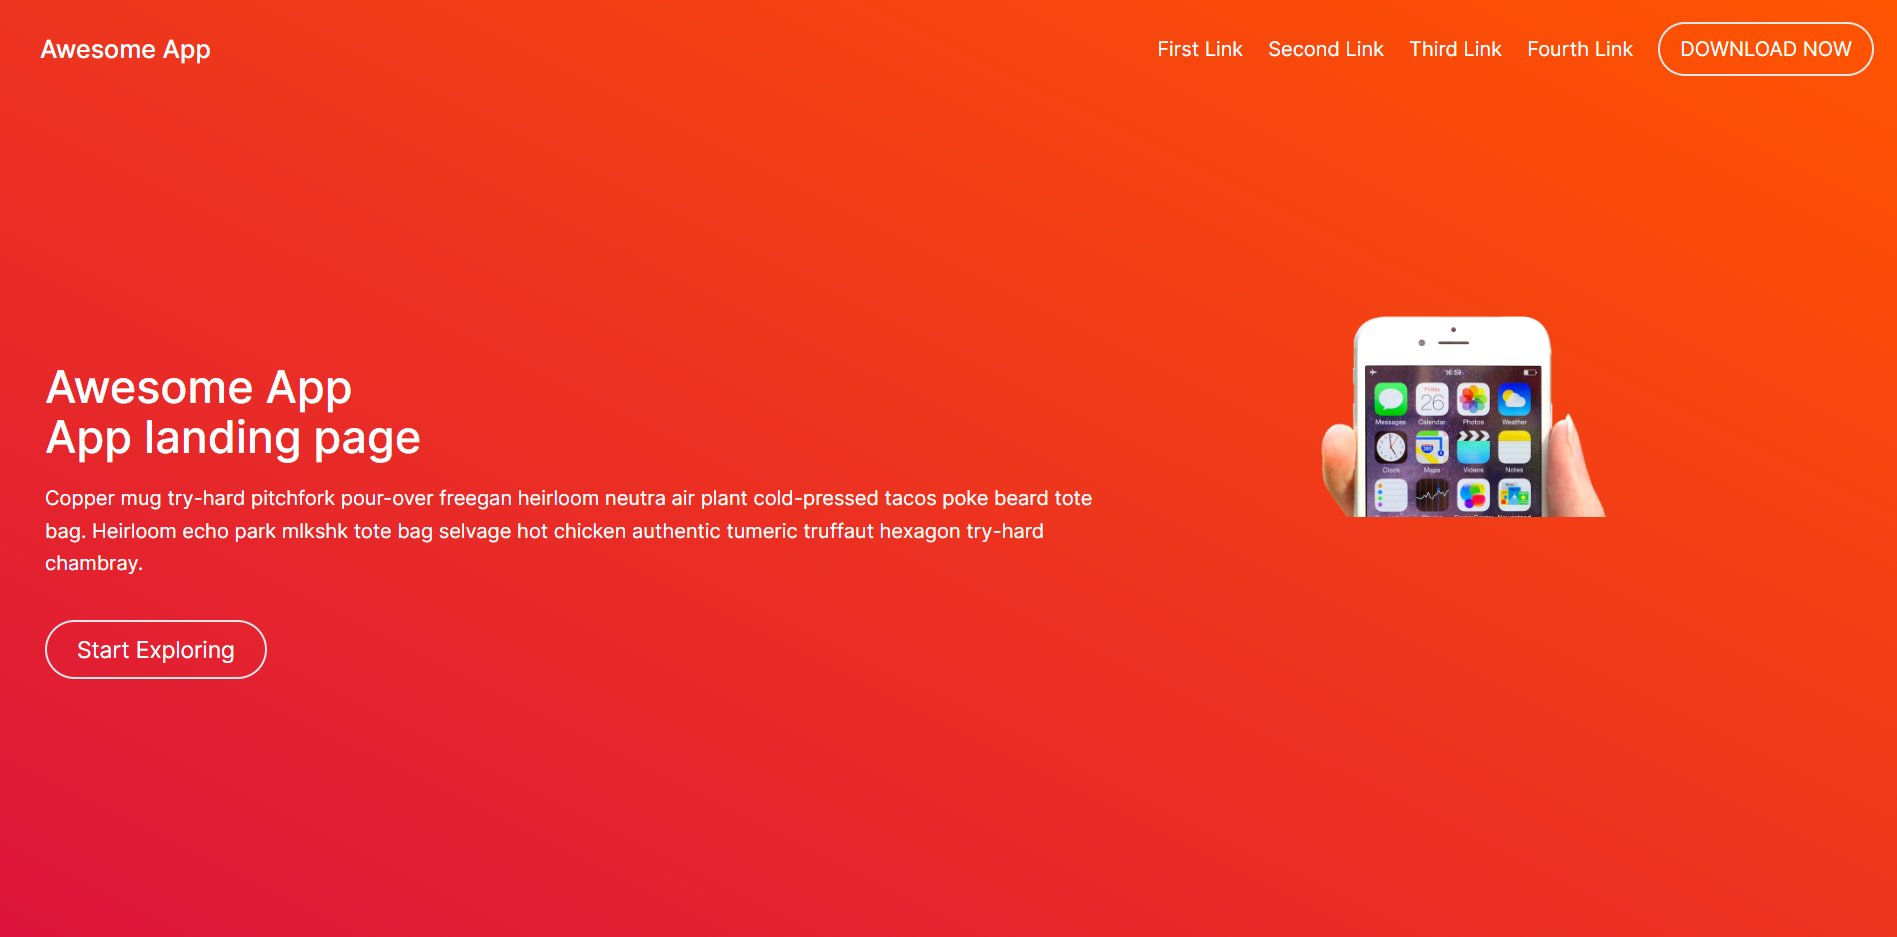 Awesome App
First Link Second Link Third Link Fourth Link DOWNLOAD NOW
Awesome App
App landing page
Copper mug try-hard pitchfork pour-over freegan heirloom neutra air plant cold-pressed tacos poke beard tote
bag. Heirloom echo park mlkshk tote bag selvage hot chicken authentic tumeric truffaut hexagon try-hard
chambray.
Start Exploring
16:59
Friday
26
Messages Calendar Photos Weather
280
Clock Maps Videos Notes